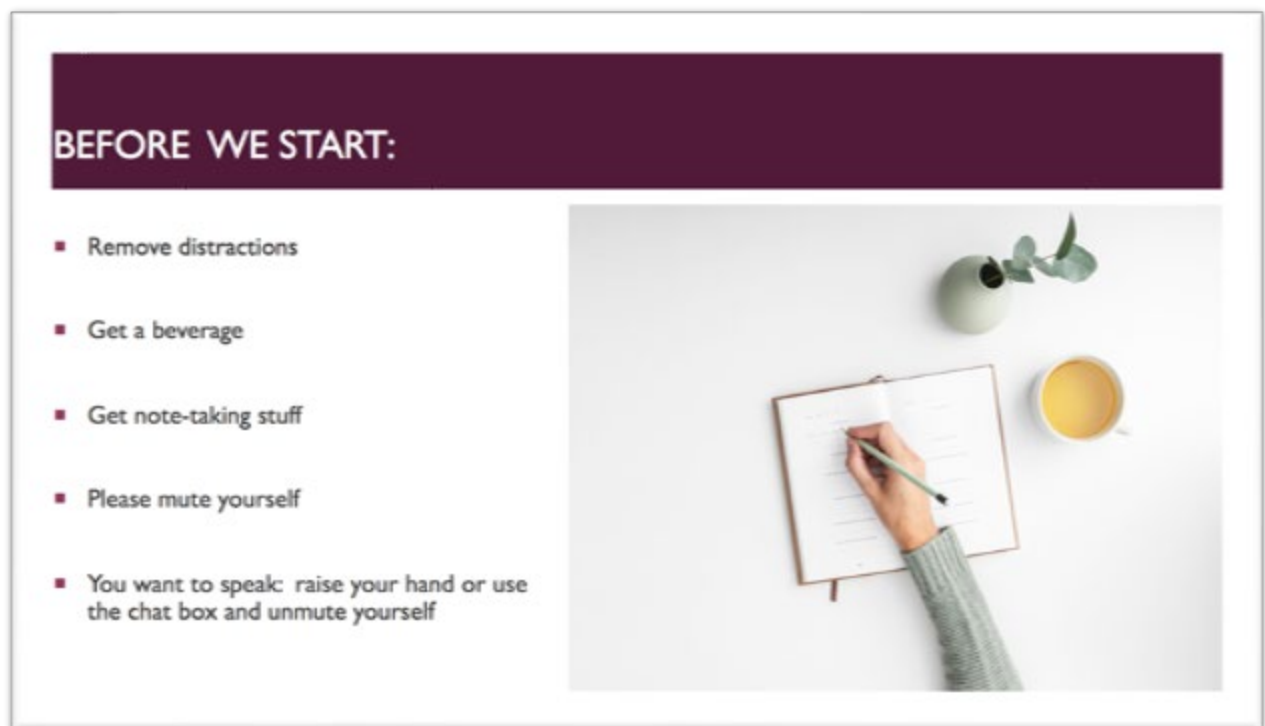 BEFORE WE START:
Remove distractions
Get a beverage
Get note-taking stuff
Please mute yourself
You want to speak: raise your hand or use
the chat box and unmute yourself